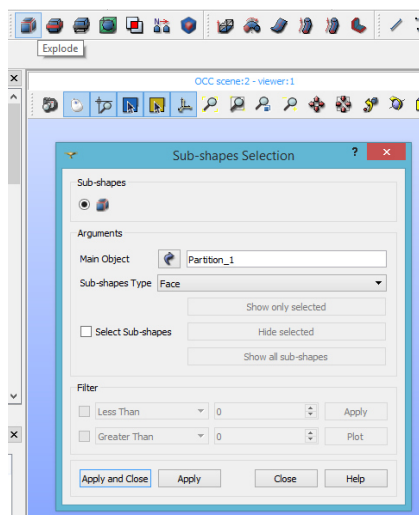 Explode
OCC scene:2 - viewer:1
Sub-shapes Selection
?
Sub-shapes
Arguments
Main Object
Partition_1
Sub-shapes Type
Face
Show only selected
Select Sub-shapes
Hide selected
Show all sub-shapes
Filter
Less Than
0
Apply
Greater Than
0
Plot
Apply and Close
Apply
Close
Help